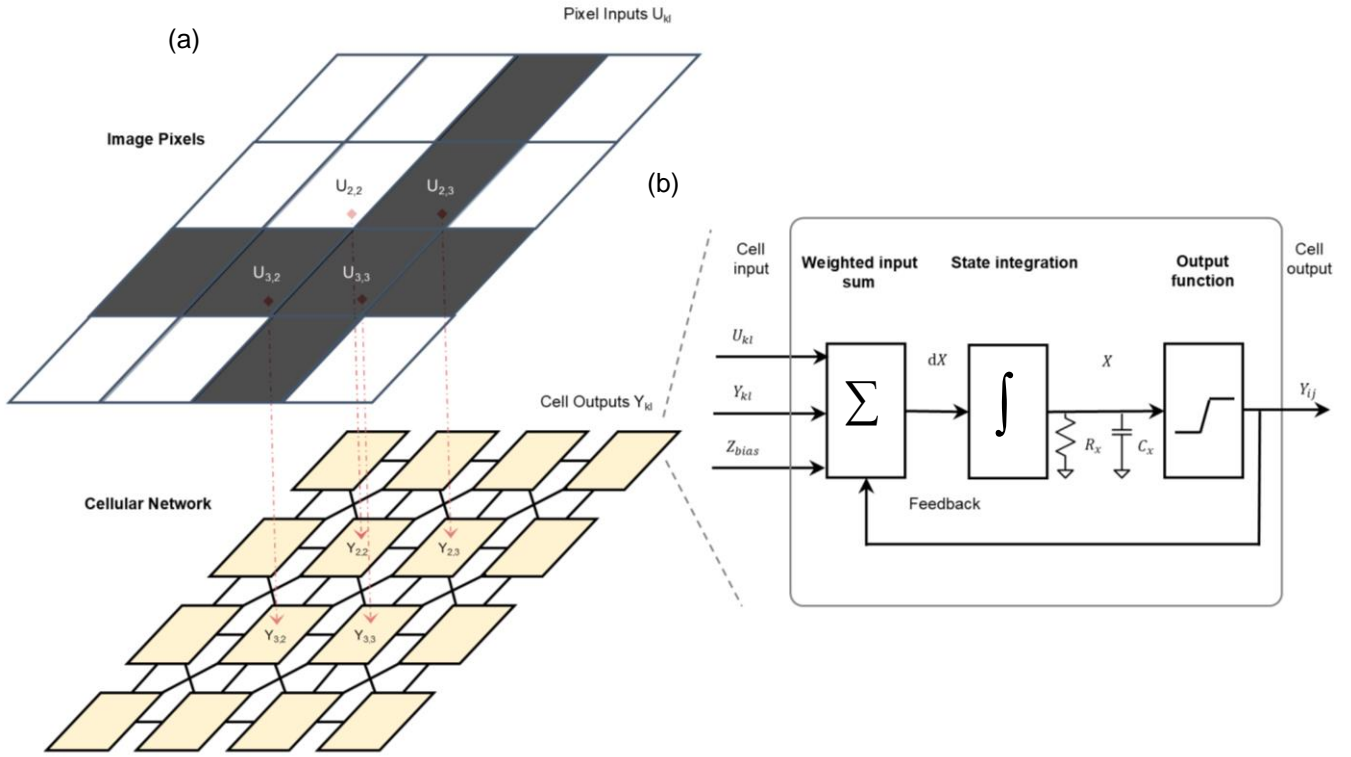 Pixel Inputs Ukl
(a)
Image Pixels
U2,2
U2,3
U3,2
U3,3
Cell Outputs Ykl
Cellular Network
Y2,2
Y2,3
Y3,2
Y3,3
(b)
Cell
input
Weighted input
sum
State integration
Output
function
Cell
output
Ukl
Ykl
Zbias
∑
dX
∫
X
Rx
Cx
Yij
Feedback